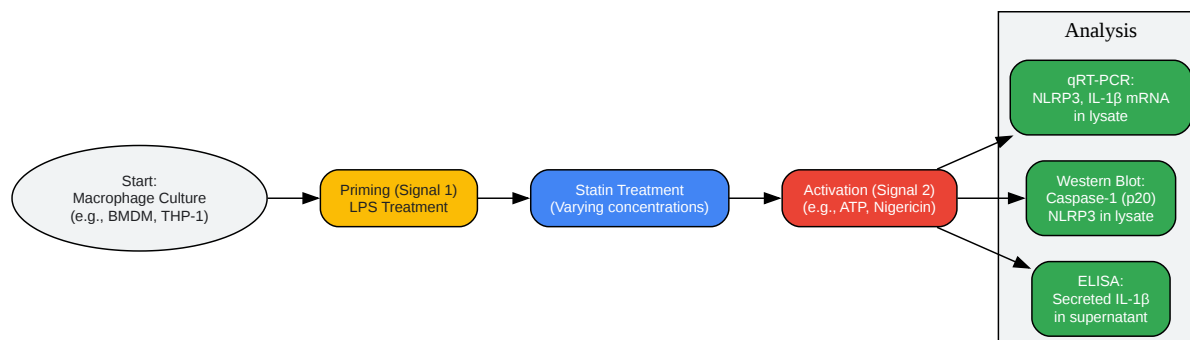 Analysis
qRT-PCR:
NLRP3, IL-1β mRNA
in lysate
Start:
Macrophage Culture
(e.g., BMDM, THP-1)
Priming (Signal 1)
LPS Treatment
Statin Treatment
(Varying concentrations)
Activation (Signal 2)
(e.g., ATP, Nigericin)
Western Blot:
Caspase-1 (p20)
NLRP3 in lysate
ELISA:
Secreted IL-1β
in supernatant